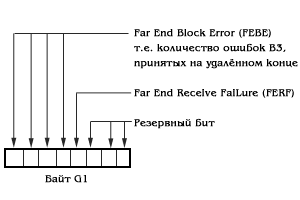 Far End Block Error (FEBE)
т.е. количество ошибок B3,
принятых на удалённом конце
Far End Receive FaiLure (FERF)
Резервный Бит
Байт G1